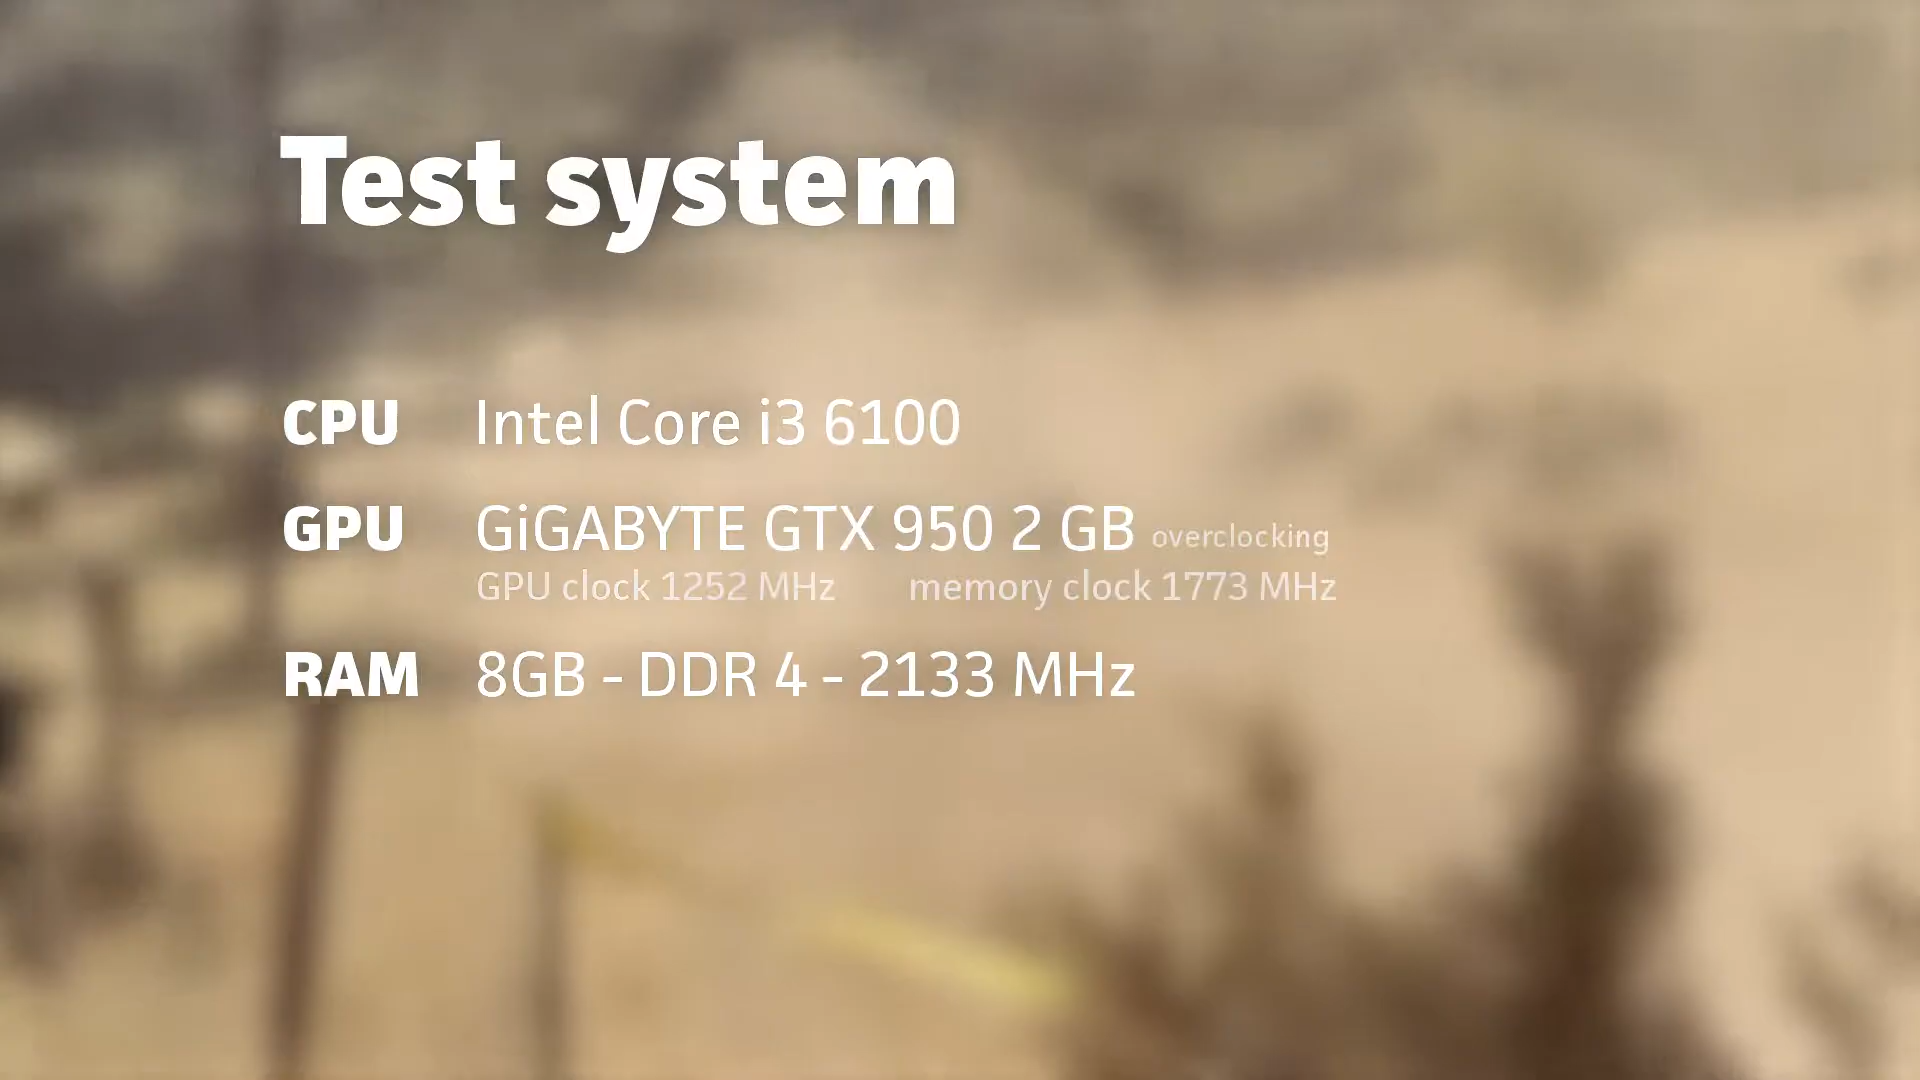 Test system
CPU Intel Core i3 6100
GPU GiGABYTE GTX 950 2 GB overclocking
GPU clock 1252 MHz memory clock 1773 MHz
RAM 8GB - DDR 4 - 2133 MHz